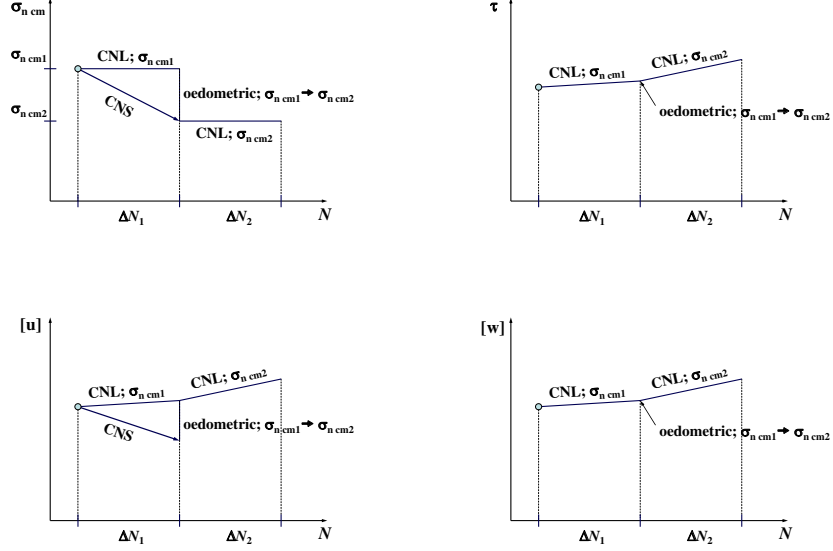 σn cm
σn cm1
CNL; σn cm1
CNS
oedometric; σn cm1 → σn cm2
σn cm2
CNL; σn cm2
ΔN1
ΔN2
N
τ
CNL; σn cm1
CNL; σn cm2
oedometric; σn cm1 → σn cm2
ΔN1
ΔN2
N
[u]
CNL; σn cm1
CNL; σn cm2
CNS
oedometric; σn cm1 → σn cm2
ΔN1
ΔN2
N
[w]
CNL; σn cm1
CNL; σn cm2
oedometric; σn cm1 → σn cm2
ΔN1
ΔN2
N